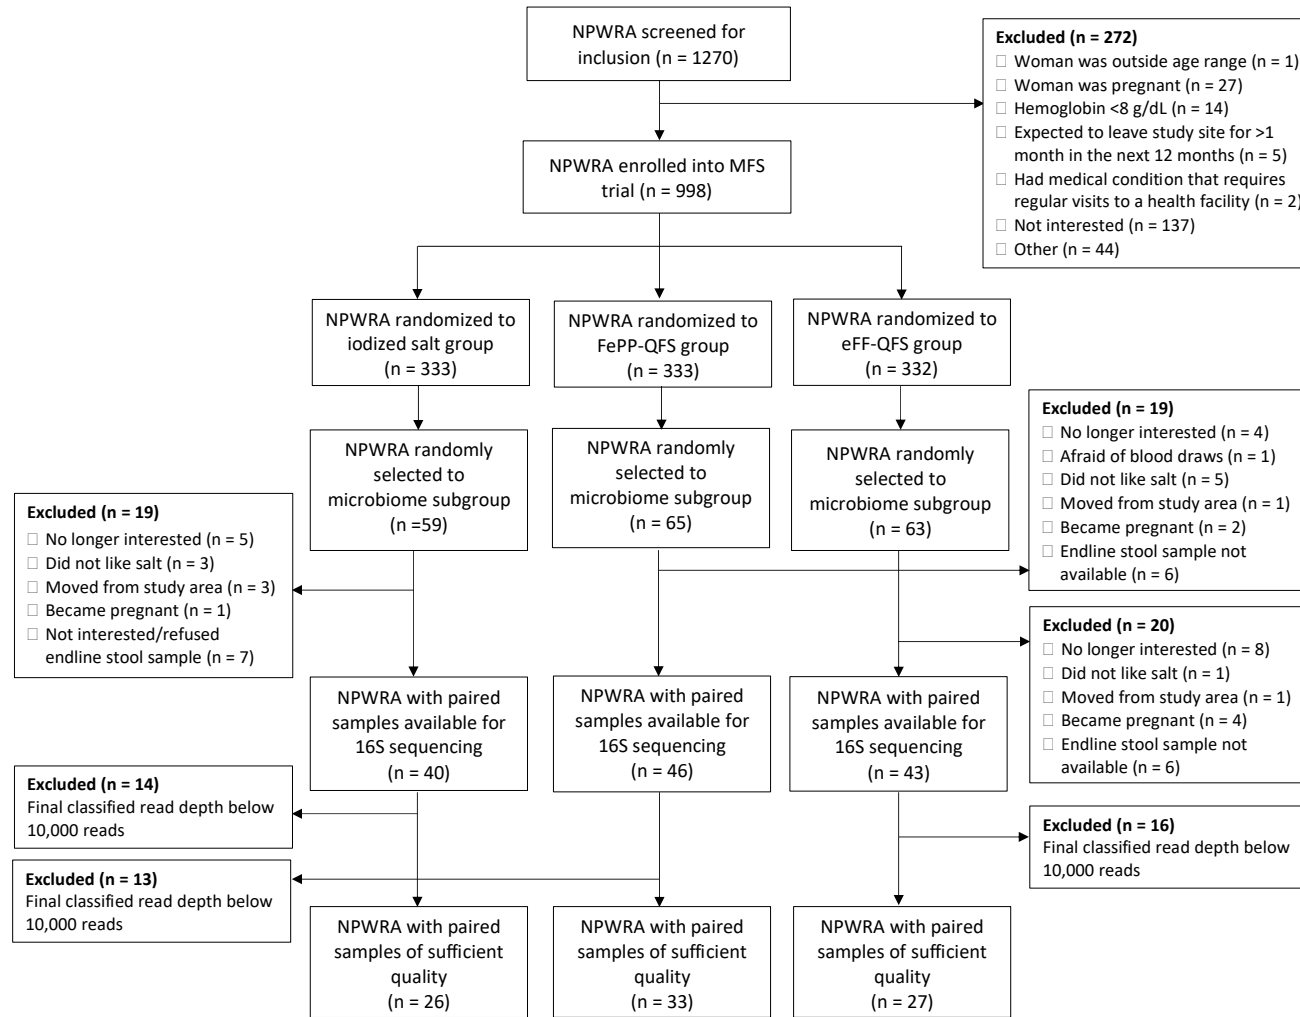 NPWRA screened for
inclusion (n = 1270)
Excluded (n = 272)
□ Woman was outside age range (n = 1)
□ Woman was pregnant (n = 27)
□ Hemoglobin <8 g/dL (n = 14)
□ Expected to leave study site for >1
month in the next 12 months (n = 5)
□ Had medical condition that requires
regular visits to a health facility (n = 2)
□ Not interested (n = 137)
□ Other (n = 44)
NPWRA enrolled into MFS
trial (n = 998)
NPWRA randomized to
iodized salt group
(n = 333)
NPWRA randomized to
FePP-QFS group
(n = 333)
NPWRA randomized to
eFF-QFS group
(n = 332)
NPWRA randomly
selected to
microbiome subgroup
(n =59)
NPWRA randomly
selected to
microbiome subgroup
(n = 65)
NPWRA randomly
selected to
microbiome subgroup
(n = 63)
Excluded (n = 19)
□ No longer interested (n = 4)
□ Afraid of blood draws (n = 1)
□ Did not like salt (n = 5)
□ Moved from study area (n = 1)
□ Became pregnant (n = 2)
□ Endline stool sample not
available (n = 6)
Excluded (n = 19)
□ No longer interested (n = 5)
□ Did not like salt (n = 3)
□ Moved from study area (n = 3)
□ Became pregnant (n = 1)
□ Not interested/refused
endline stool sample (n = 7)
Excluded (n = 20)
□ No longer interested (n = 8)
□ Did not like salt (n = 1)
□ Moved from study area (n = 1)
□ Became pregnant (n = 4)
□ Endline stool sample not
available (n = 6)
NPWRA with paired
samples available for
16S sequencing
(n = 40)
NPWRA with paired
samples available for
16S sequencing
(n = 46)
NPWRA with paired
samples available for
16S sequencing
(n = 43)
Excluded (n = 14)
Final classified read depth below
10,000 reads
Excluded (n = 16)
Final classified read depth below
10,000 reads
Excluded (n = 13)
Final classified read depth below
10,000 reads
NPWRA with paired
samples of sufficient
quality
(n = 26)
NPWRA with paired
samples of sufficient
quality
(n = 33)
NPWRA with paired
samples of sufficient
quality
(n = 27)